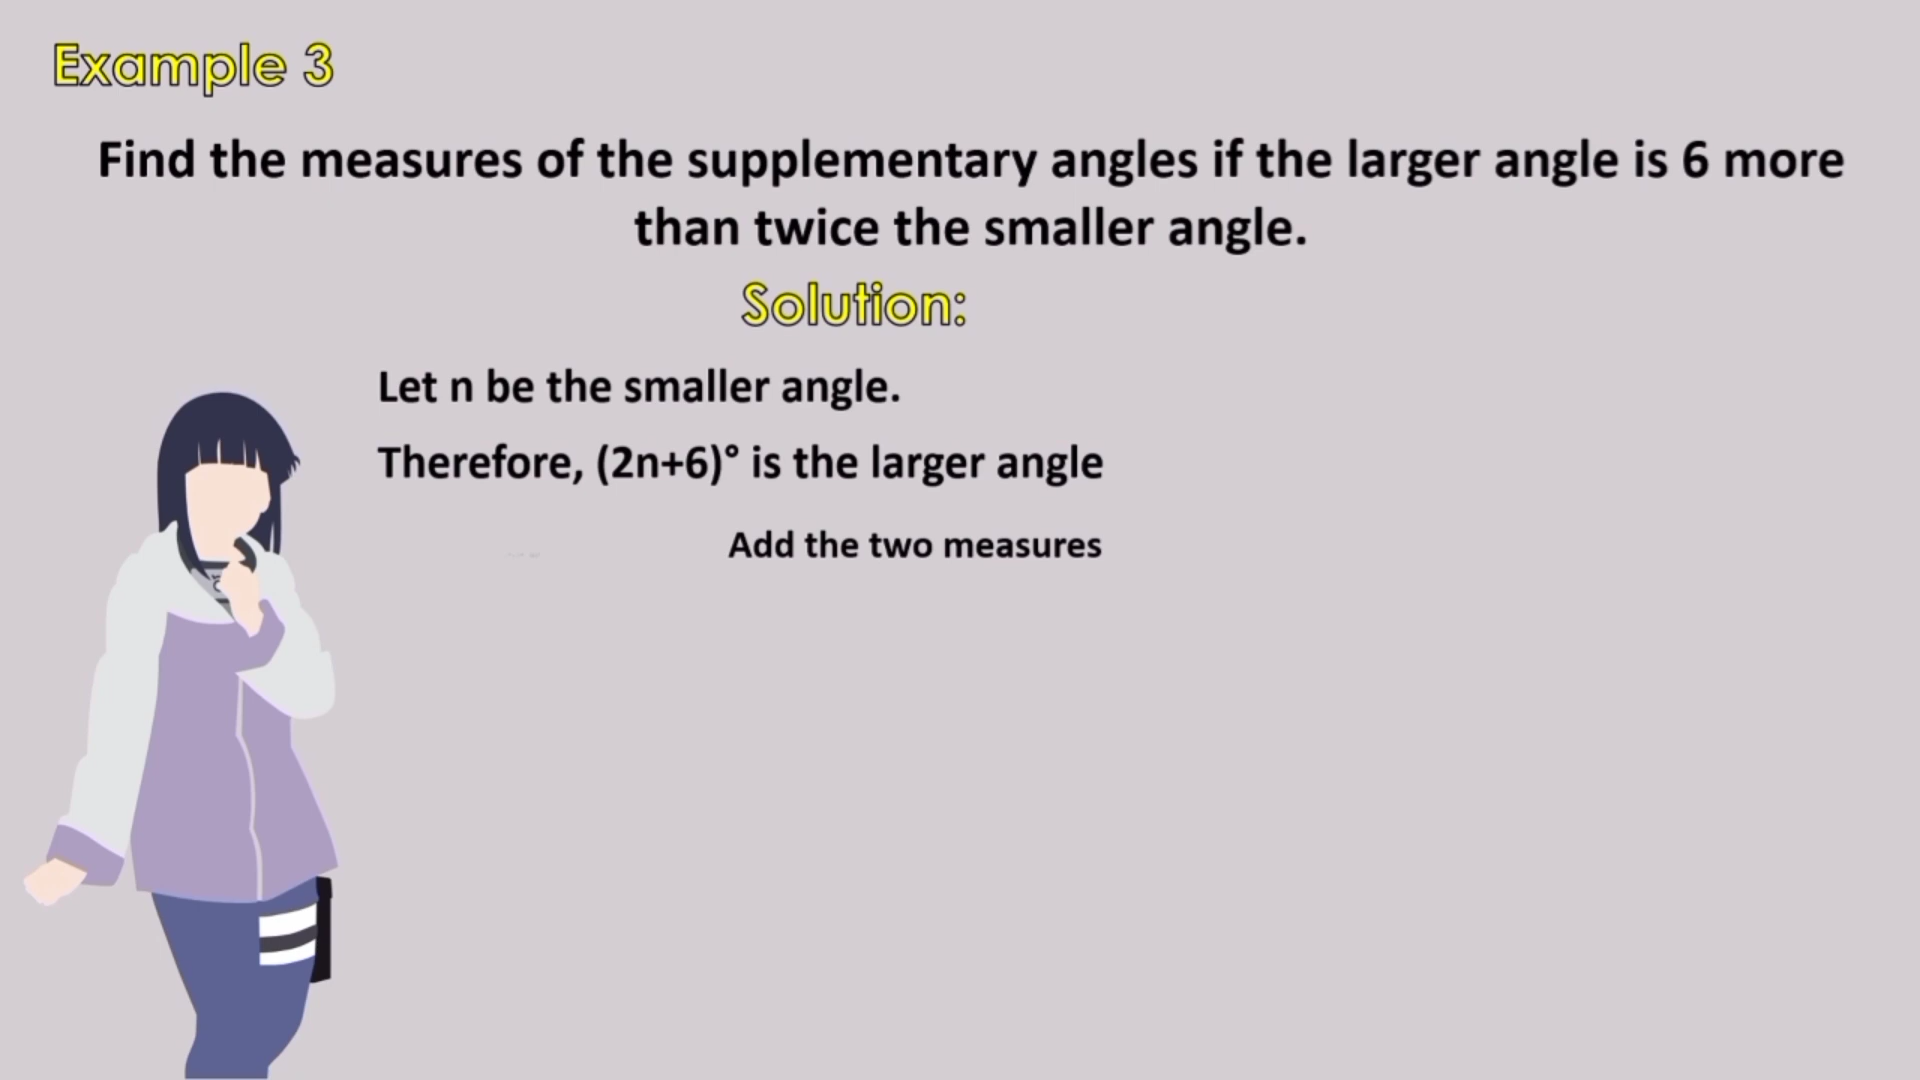 Example 3
Find the measures of the supplementary angles if the larger angle is 6 more
than twice the smaller angle.
Solution:
Let n be the smaller angle.
Therefore, (2n+6)° is the larger angle
Add the two measures